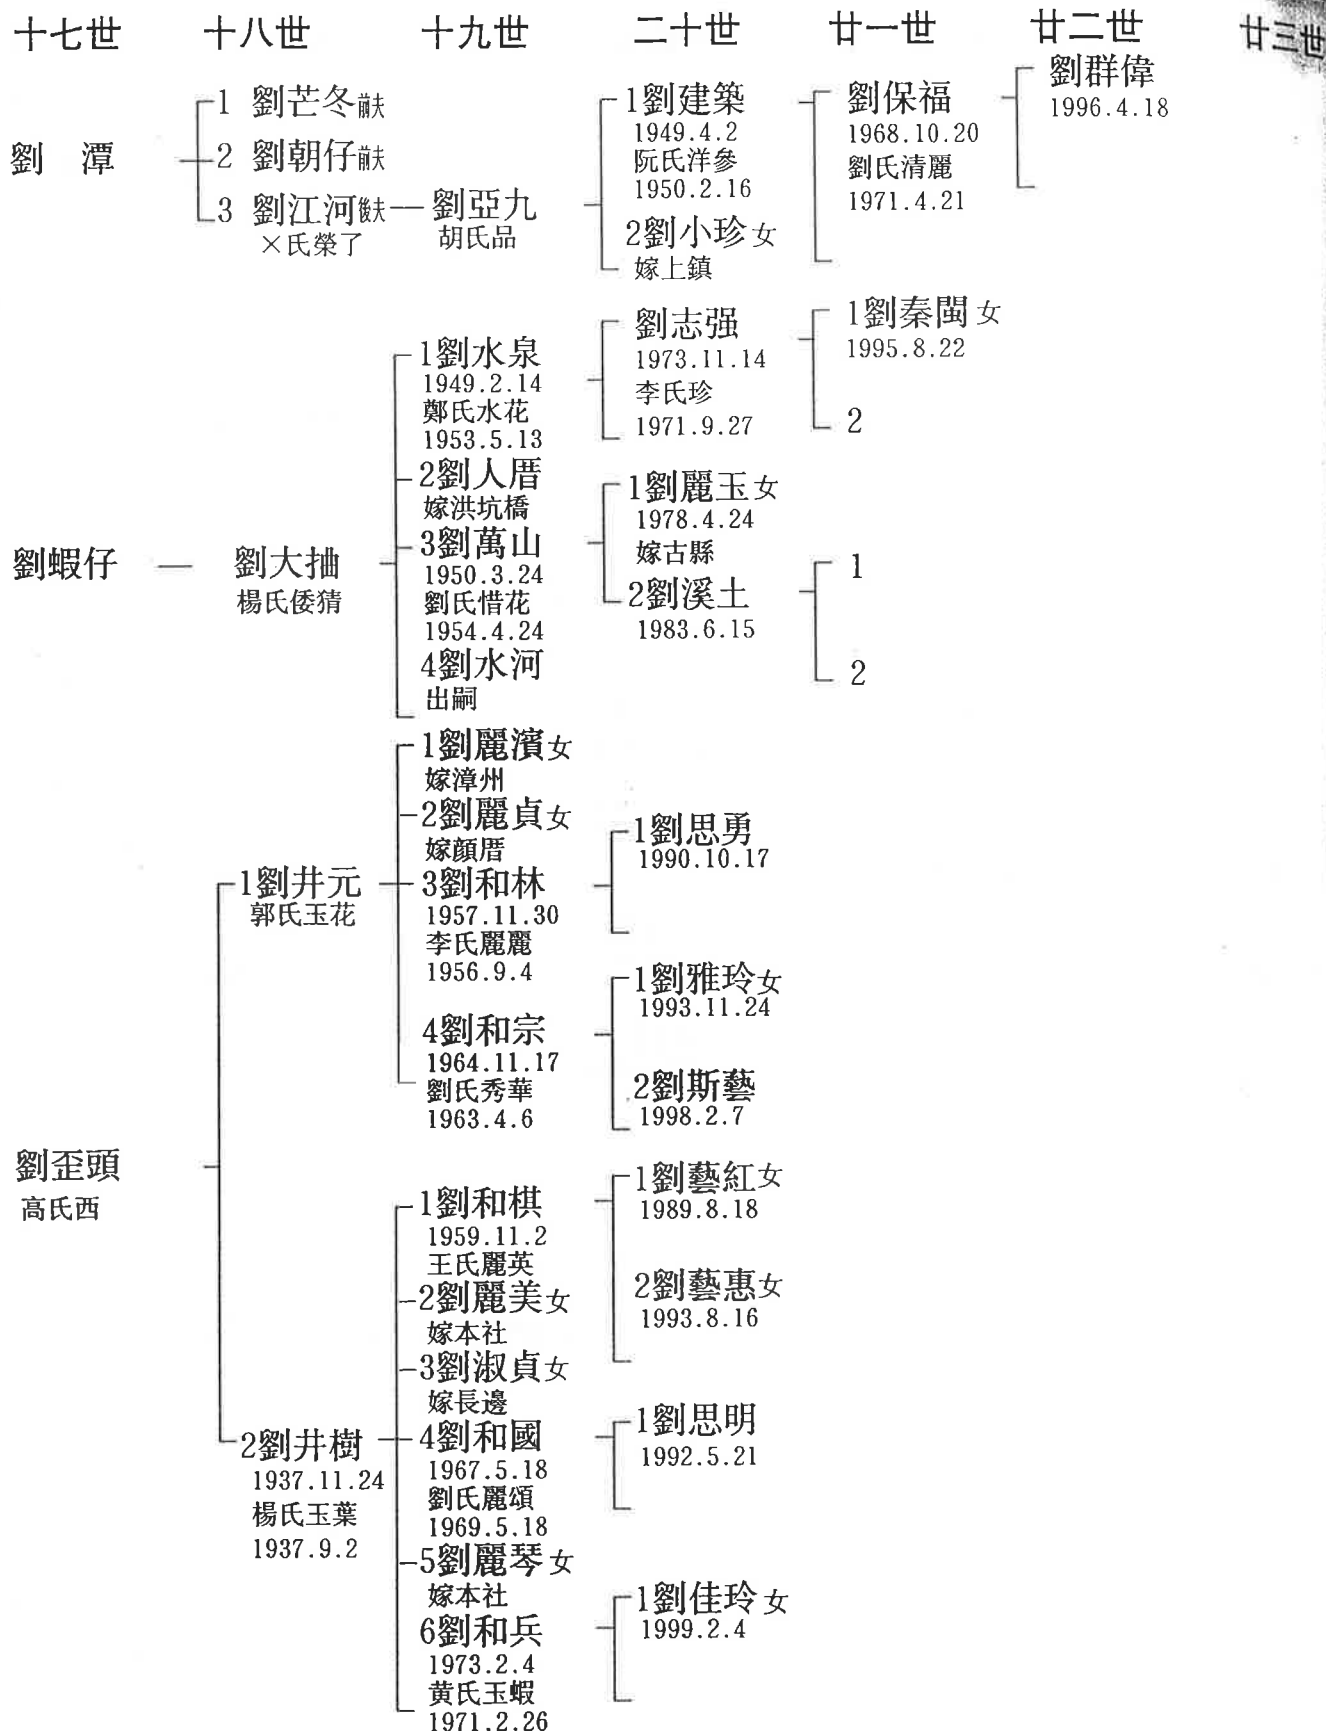 十七世 十八世 十九世 二十世 廿一世 廿二世 廿三世
劉 潭
1 劉芒冬前夫
2 劉朝仔前夫
3 劉江河後夫
×氏榮了
劉亞九
胡氏品
1劉建築
1949.4.2
阮氏洋參
1950.2.16
2劉小珍女
嫁上鎮
劉保福
1968.10.20
劉氏清麗
1971.4.21
劉群偉
1996.4.18
劉蝦仔
劉大抽
楊氏倭猜
1劉水泉
1949.2.14
鄭氏水花
1953.5.13
2劉人厝
嫁洪坑橋
3劉萬山
1950.3.24
劉氏惜花
1954.4.24
4劉水河
出嗣
劉志强
1973.11.14
李氏珍
1971.9.27
1劉麗玉女
1978.4.24
嫁古縣
2劉溪土
1983.6.15
1劉秦閩女
1995.8.22
2
1
2
劉歪頭
高氏西
1劉井元
郭氏玉花
1劉麗濱女
嫁漳州
2劉麗貞女
嫁顔厝
3劉和林
1957.11.30
李氏麗麗
1956.9.4
4劉和宗
1964.11.17
劉氏秀華
1963.4.6
1劉思勇
1990.10.17
1劉雅玲女
1993.11.24
2劉斯藝
1998.2.7
2劉井樹
1937.11.24
楊氏玉葉
1937.9.2
1劉和棋
1959.11.2
王氏麗英
2劉麗美女
嫁本社
3劉淑貞女
嫁長邊
4劉和國
1967.5.18
劉氏麗頌
1969.5.18
5劉麗琴女
嫁本社
6劉和兵
1973.2.4
黄氏玉蝦
1971.2.26
1劉藝紅女
1989.8.18
2劉藝惠女
1993.8.16
1劉思明
1992.5.21
1劉佳玲女
1999.2.4